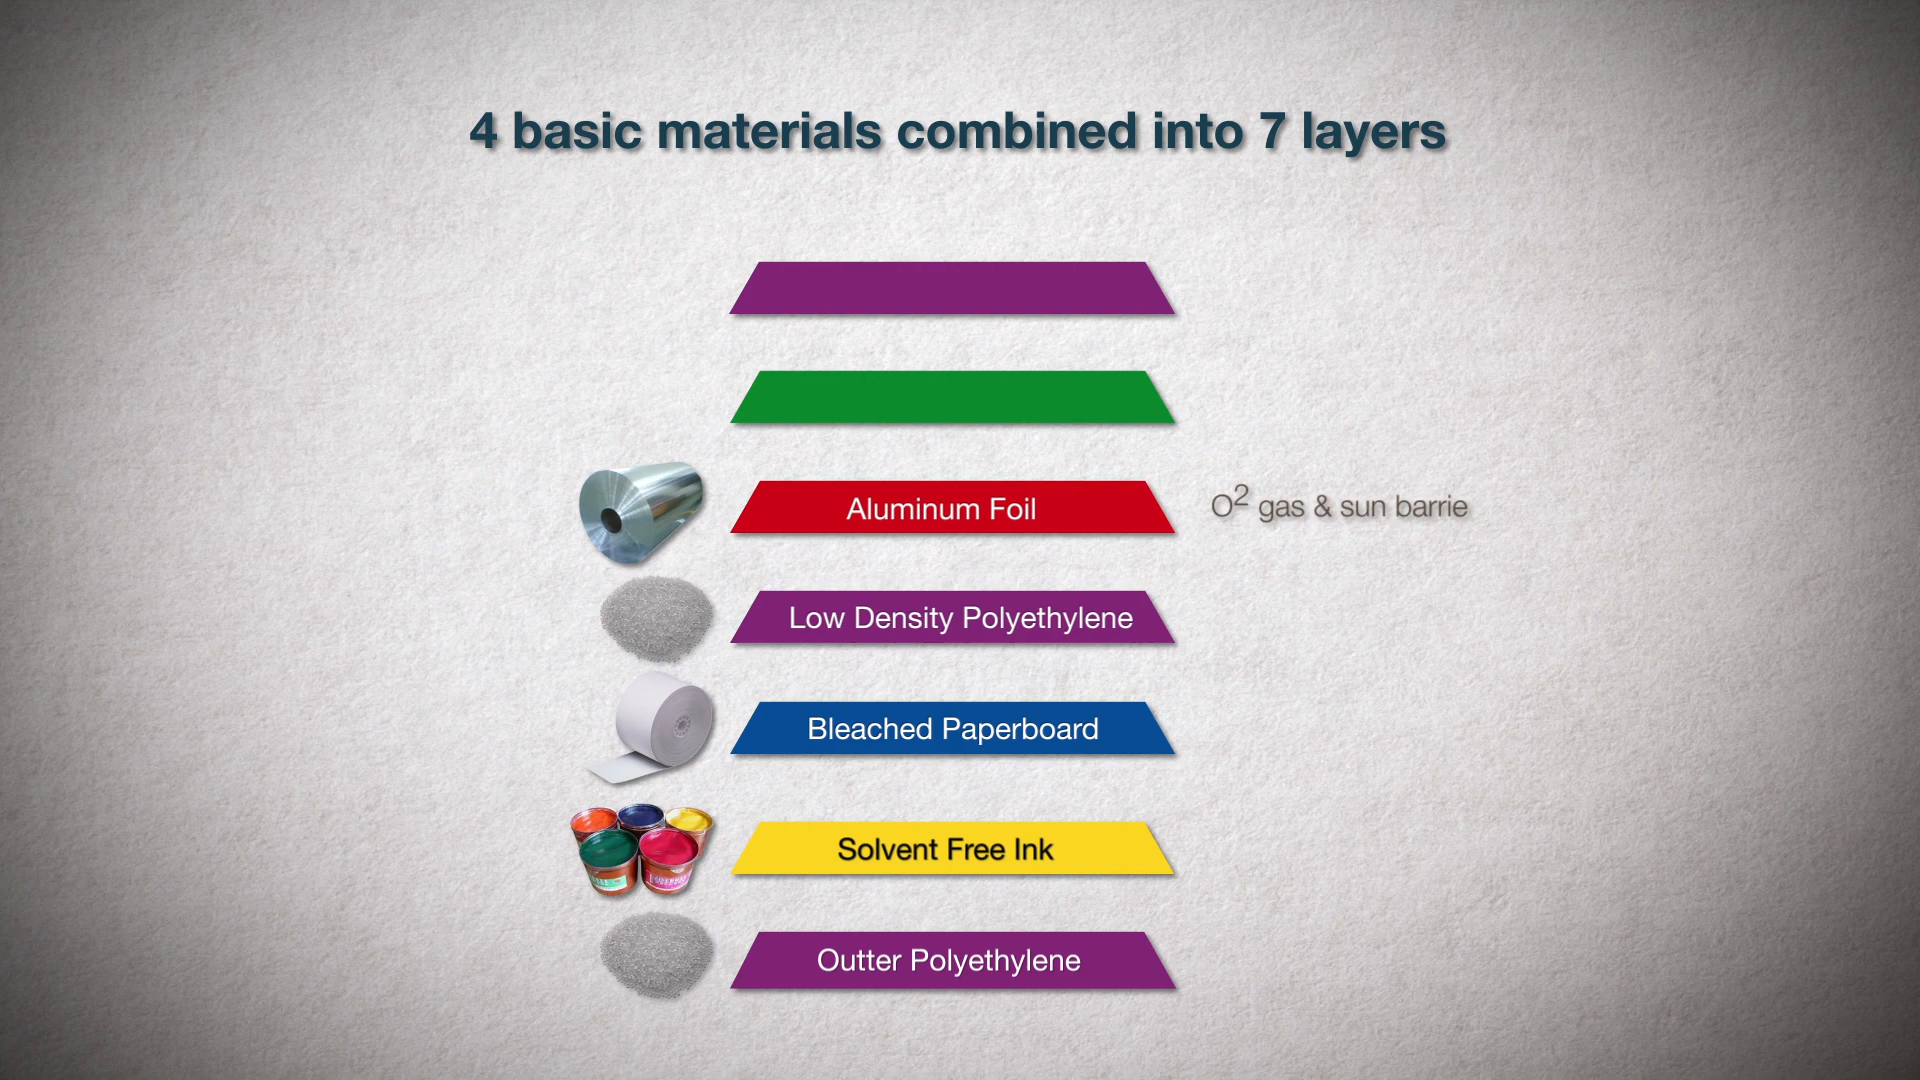 4 basic materials combined into 7 layers
Aluminum Foil
O² gas & sun barrie
Low Density Polyethylene
Bleached Paperboard
Solvent Free Ink
Outter Polyethylene